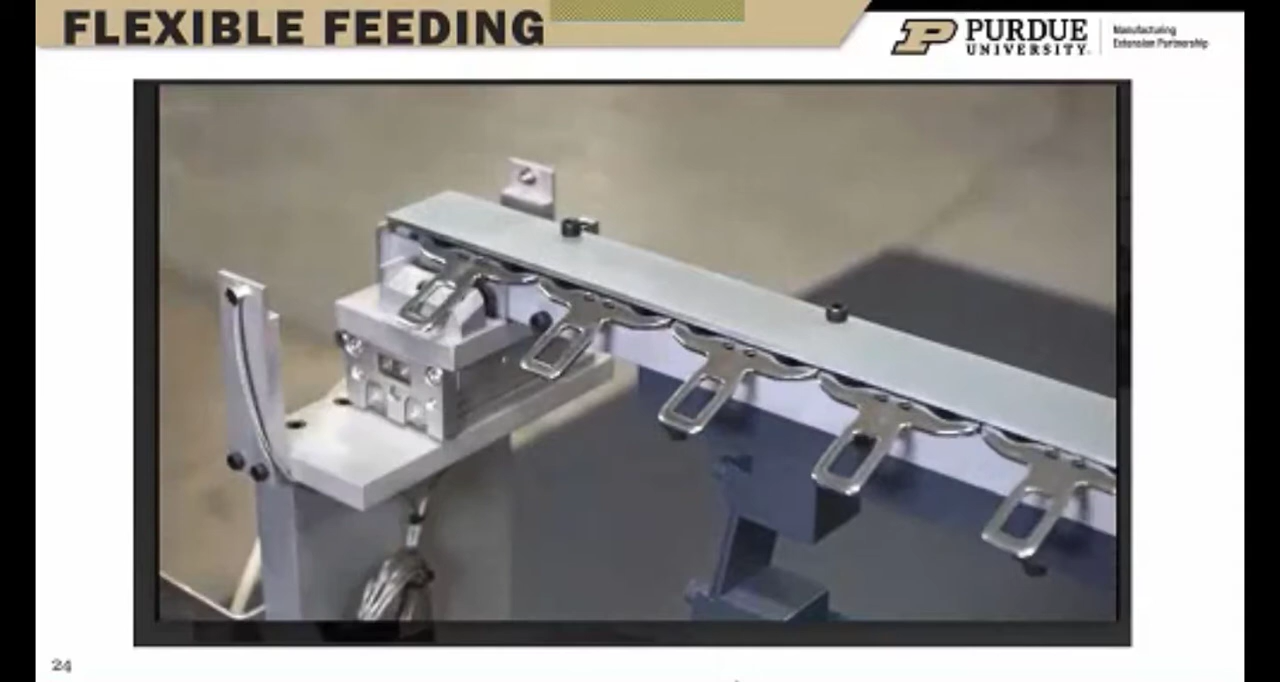 FLEXIBLE FEEDING
PURDUE
UNIVERSITY.
Manufacturing
Extension Partnership
24